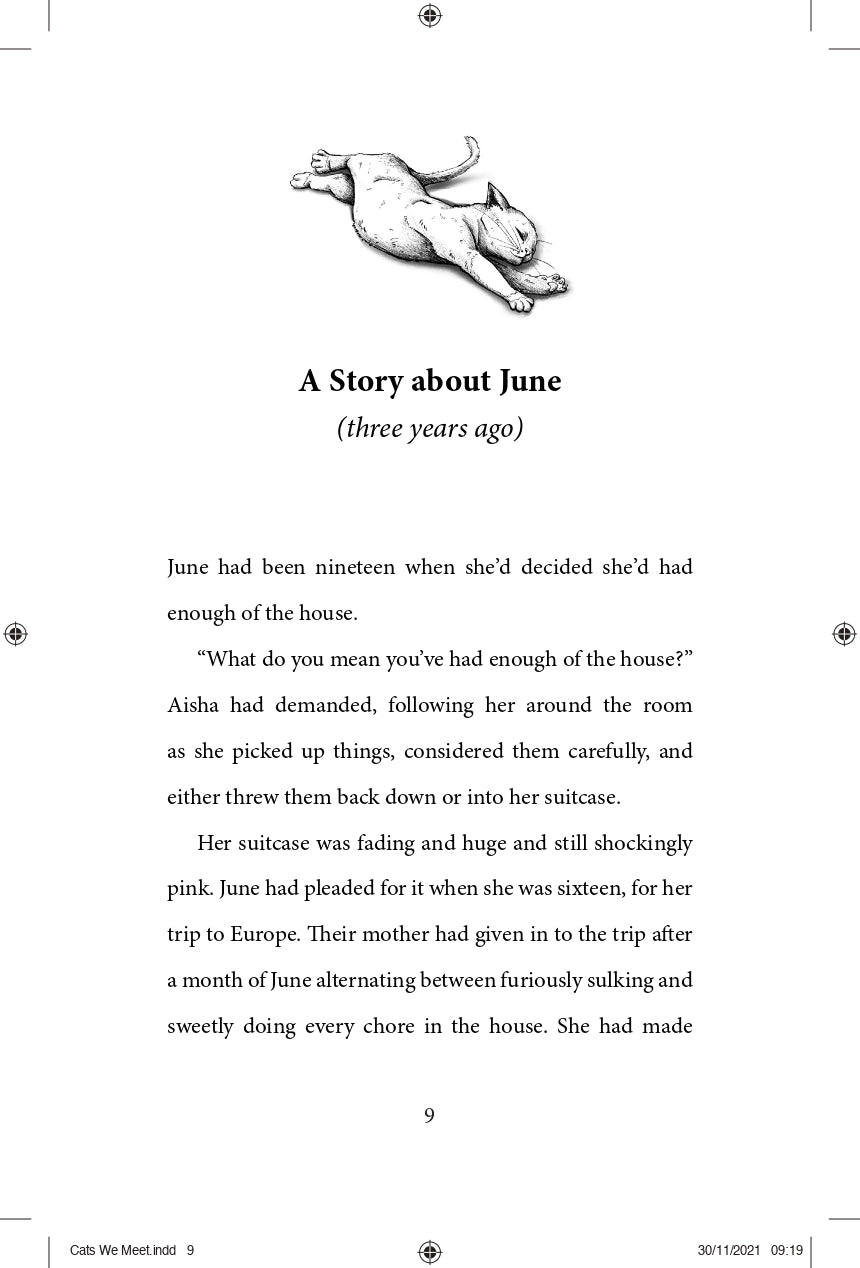 A Story about June
(three years ago)
June had been nineteen when she’d decided she’d had
enough of the house.
“What do you mean you’ve had enough of the house?”
Aisha had demanded, following her around the room
as she picked up things, considered them carefully, and
either threw them back down or into her suitcase.
Her suitcase was fading and huge and still shockingly
pink. June had pleaded for it when she was sixteen, for her
trip to Europe. Their mother had given in to the trip after
a month of June alternating between furiously sulking and
sweetly doing every chore in the house. She had made
9
Cats We Meet.indd 9 30/11/2021 09:19